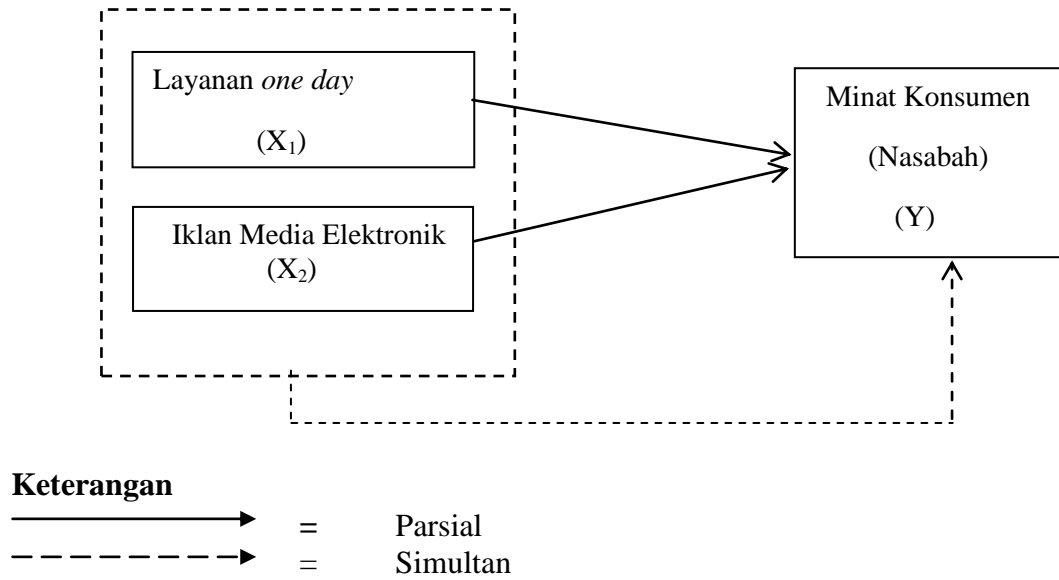 Layanan one day
(X₁)
Iklan Media Elektronik
(X₂)
Minat Konsumen
(Nasabah)
(Y)
Keterangan
= Parsial
= Simultan